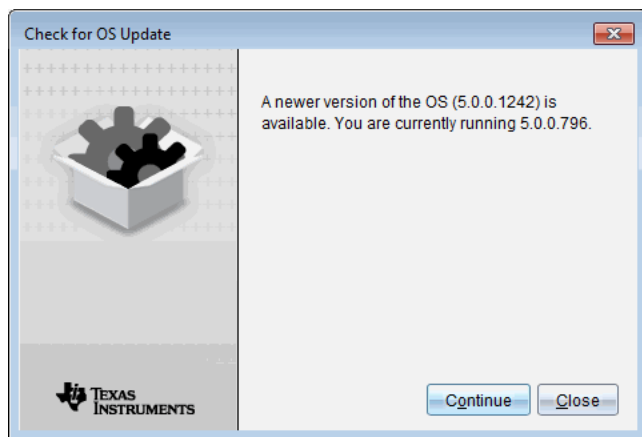 Check for OS Update
A newer version of the OS (5.0.0.1242) is
available. You are currently running 5.0.0.796.
TEXAS
INSTRUMENTS
Continue
Close